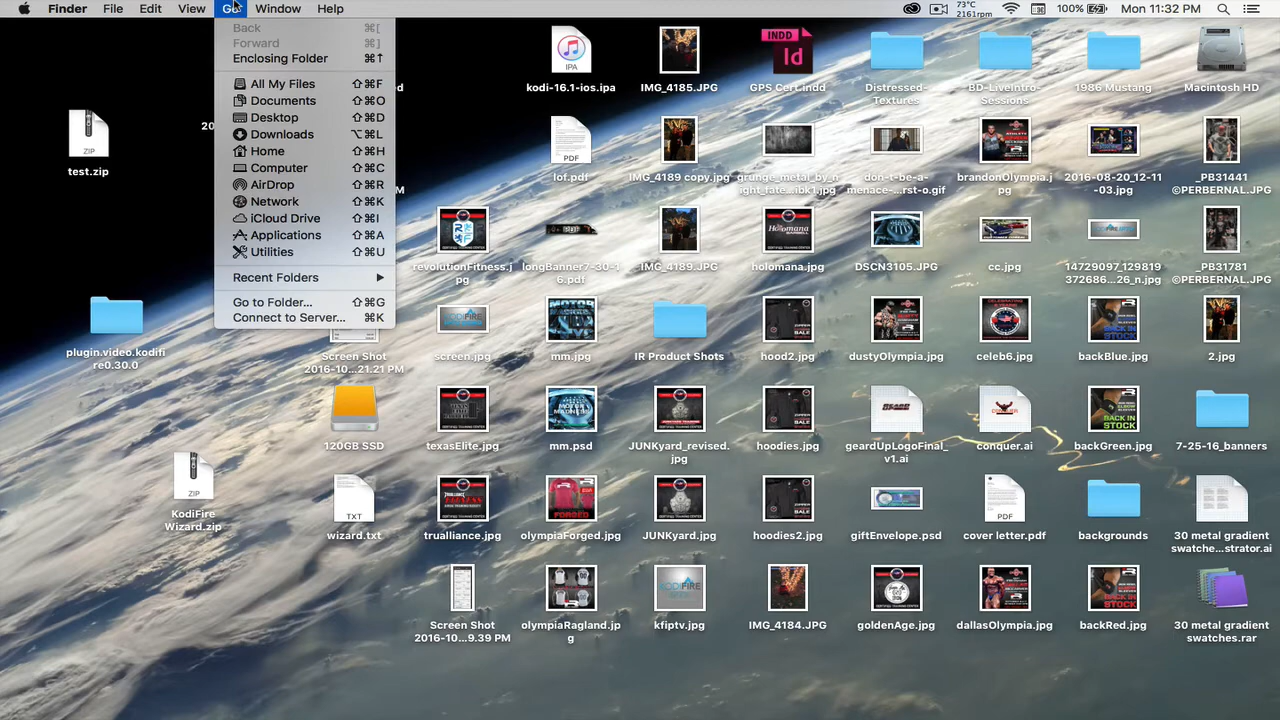 Finder File Edit View Go Window Help
73°C
2161rpm
100%
Mon 11:32 PM
Back ⌘[
Forward ⌘]
Enclosing Folder ⌘↑
All My Files ⇧⌘F
Documents ⇧⌘O
Desktop ⇧⌘D
Downloads ⌥⌘L
Home ⇧⌘H
Computer ⇧⌘C
AirDrop ⇧⌘R
Network ⇧⌘K
iCloud Drive ⇧⌘I
Applications ⇧⌘A
Utilities ⇧⌘U
Recent Folders
Go to Folder... ⇧⌘G
Connect to Server... ⌘K
ZIP
test.zip
20
plugin.video.kodifi
re0.30.0
ZIP
KodiFire
Wizard.zip
Screen Shot
2016-10...21.21 PM
120GB SSD
TXT
wizard.txt
revolutionFitness.j
pg
screen.jpg
texasElite.jpg
trualliance.jpg
Screen Shot
2016-10...9.39 PM
IPA
kodi-16.1-ios.ipa
PDF
lof.pdf
longBanner7-30-1
6.pdf
mm.jpg
mm.psd
olympiaForged.jpg
olympiaRagland.jp
g
IMG_4185.JPG
IMG_4189 copy.jpg
IMG_4189.JPG
IR Product Shots
JUNKyard_revised.
jpg
JUNKyard.jpg
kfiptv.jpg
INDD
Id
GPS Cert.indd
grunge_metal_by_n
ight_fate...ibk1.jpg
holomana.jpg
hood2.jpg
hoodies.jpg
hoodies2.jpg
IMG_4184.JPG
Distressed-
Textures
don-t-be-a-
menace-...rst-o.gif
DSCN3105.JPG
dustyOlympia.jpg
geardUpLogoFinal_
v1.ai
giftEnvelope.psd
goldenAge.jpg
BD-LiveIntro-
Sessions
brandonOlympia.j
pg
cc.jpg
celeb6.jpg
conquer.ai
PDF
cover letter.pdf
dallasOlympia.jpg
1986 Mustang
2016-08-20_12-11
-03.jpg
14729097_129819
372686...26_n.jpg
backBlue.jpg
backGreen.jpg
backgrounds
backRed.jpg
Macintosh HD
_PB31441
©PERBERNAL.JPG
_PB31781
©PERBERNAL.JPG
2.jpg
7-25-16_banners
30 metal gradient
swatche...strator.ai
30 metal gradient
swatches.rar